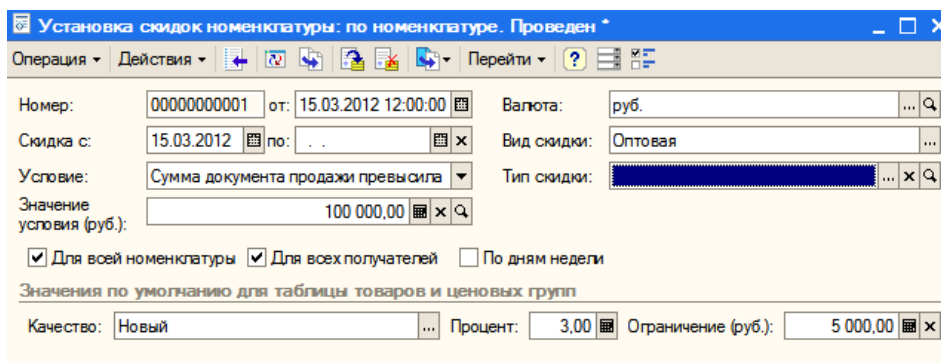 Установка скидок номенклатуры: по номенклатуре. Проведен *
Операция Действия Перейти ?
Номер: 00000000001 от: 15.03.2012 12:00:00 Валюта: руб. ...
Скидка с: 15.03.2012 по: . . Вид скидки: Оптовая ...
Условие: Сумма документа продажи превысила Тип скидки: ...
Значение
условия (руб.): 100 000,00
Для всей номенклатуры Для всех получателей По дням недели
Значения по умолчанию для таблицы товаров и ценовых групп
Качество: Новый ... Процент: 3,00 Ограничение (руб.): 5 000,00